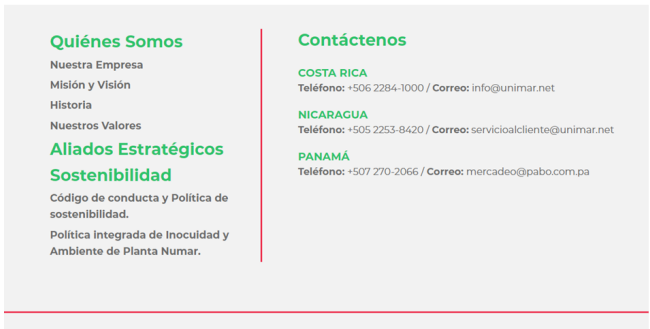 Quiénes Somos
Nuestra Empresa
Misión y Visión
Historia
Nuestros Valores
Aliados Estratégicos
Sostenibilidad
Código de conducta y Política de
sostenibilidad.
Política integrada de Inocuidad y
Ambiente de Planta Numar.
Contáctenos
COSTA RICA
Teléfono: +506 2284-1000 / Correo: info@unimar.net
NICARAGUA
Teléfono: +505 2253-8420 / Correo: servicioalcliente@unimar.net
PANAMÁ
Teléfono: +507 270-2066 / Correo: mercadeo@pabo.com.pa